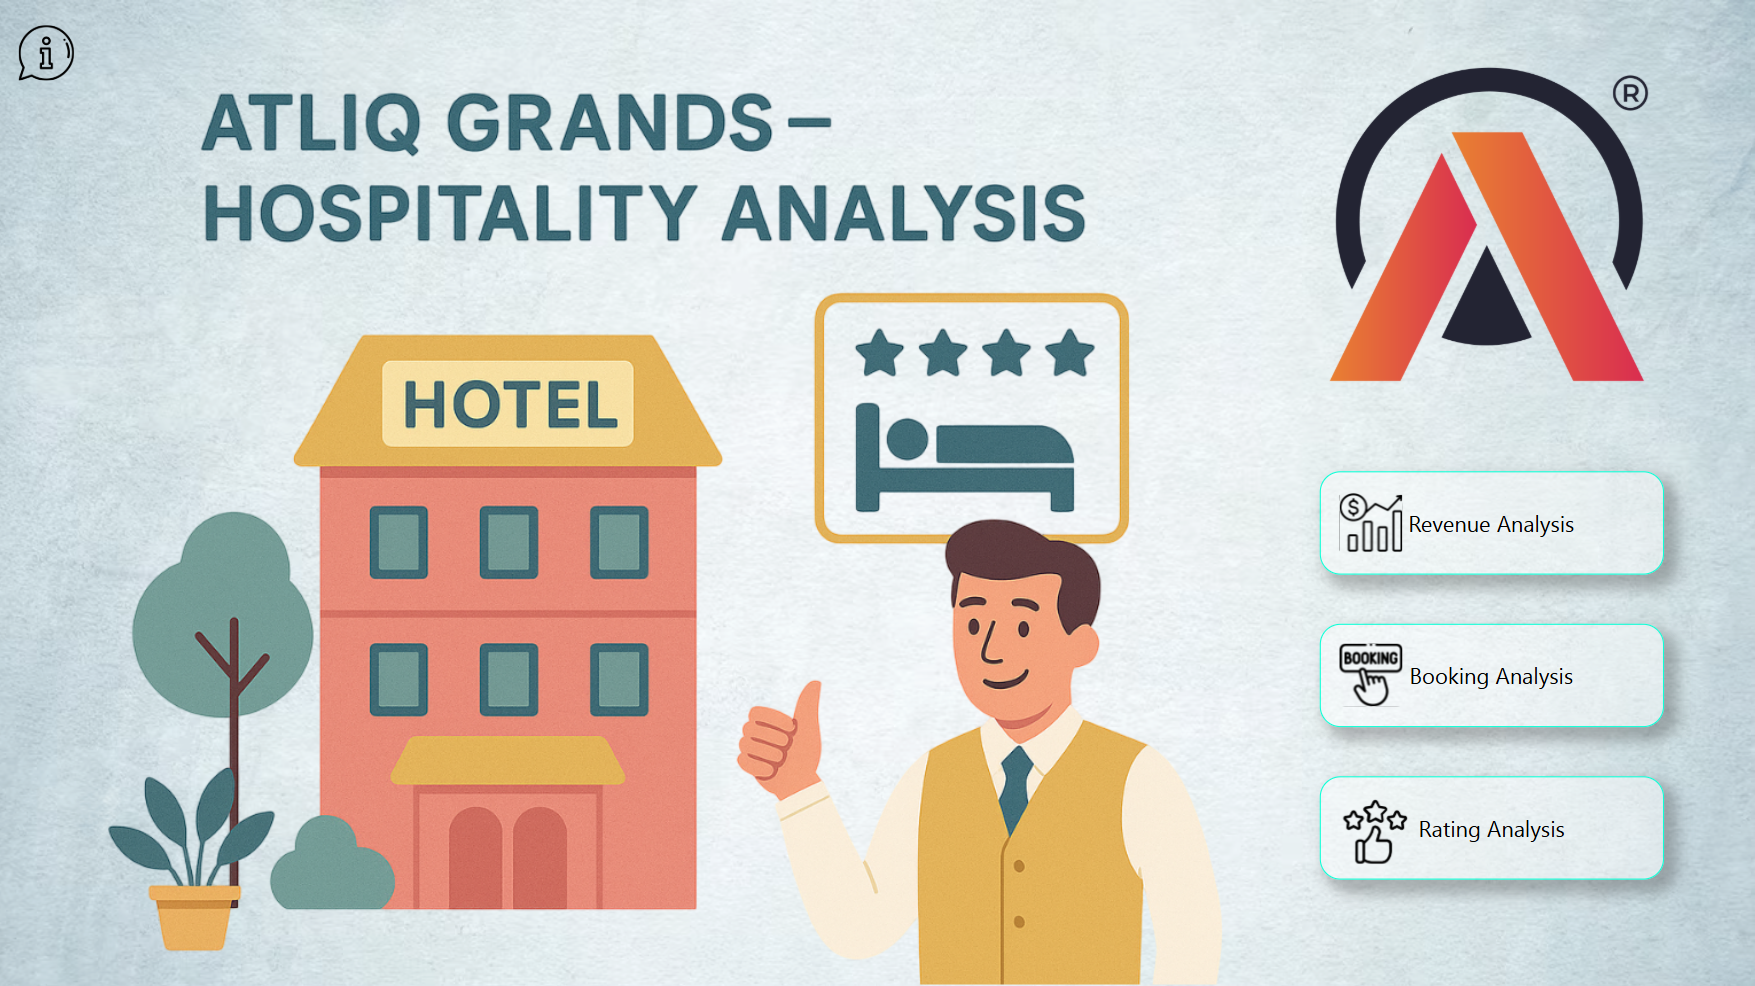 ATLIQ GRANDS –
HOSPITALITY ANALYSIS
®
HOTEL
Revenue Analysis
BOOKING
Booking Analysis
Rating Analysis